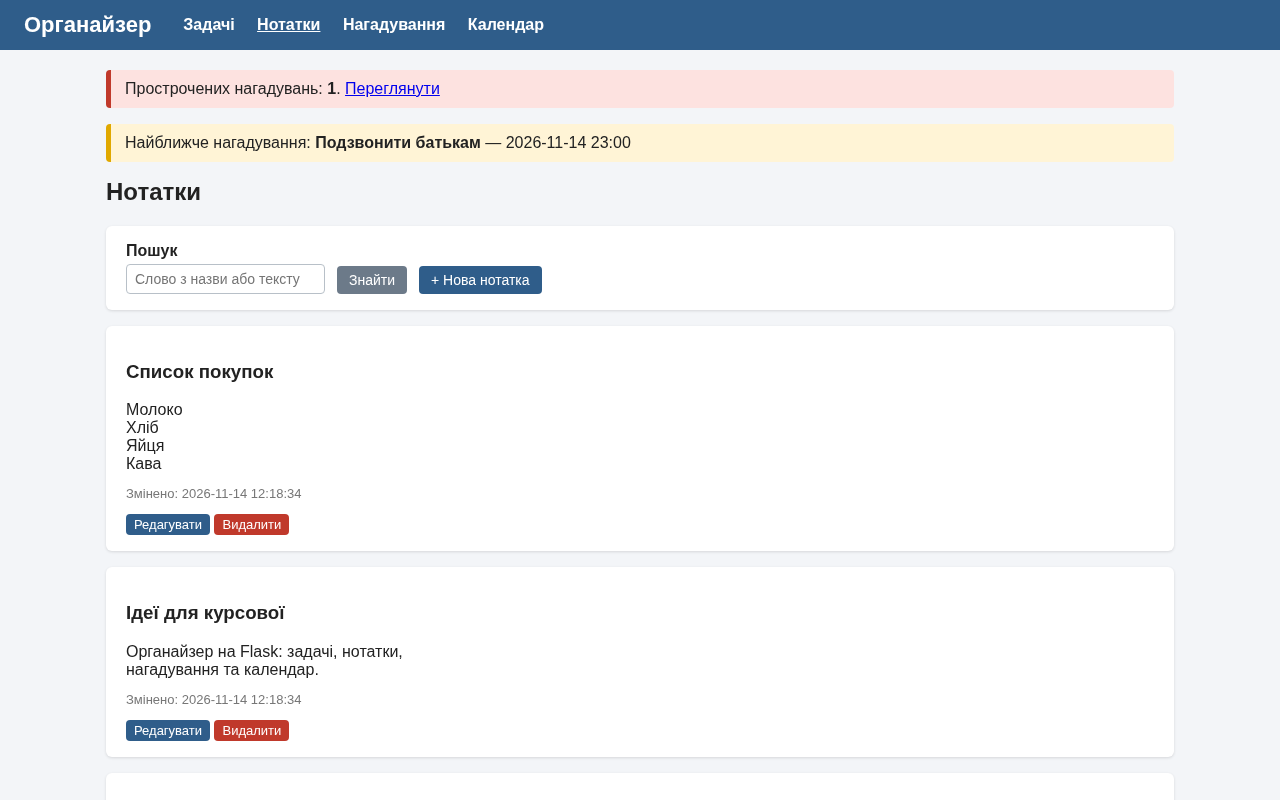 Органайзер Задачі Нотатки Нагадування Календар
Прострочених нагадувань: 1. Переглянути
Найближче нагадування: Подзвонити батькам — 2026-11-14 23:00
Нотатки
Пошук
Слово з назви або тексту Знайти + Нова нотатка
Список покупок
Молоко
Хліб
Яйця
Кава
Змінено: 2026-11-14 12:18:34
Редагувати Видалити
Ідеї для курсової
Органайзер на Flask: задачі, нотатки,
нагадування та календар.
Змінено: 2026-11-14 12:18:34
Редагувати Видалити